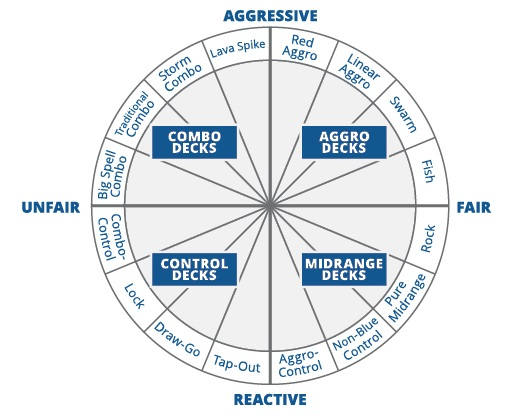 AGGRESSIVE
Lava Spike
Red
Aggro
Storm
Combo
Linear
Aggro
Traditional
Combo
Swarm
COMBO
DECKS
AGGRO
DECKS
Big Spell
Combo
Fish
UNFAIR
FAIR
Combo-
Control
Rock
CONTROL
DECKS
MIDRANGE
DECKS
Lock
Pure
Midrange
Draw-Go
Non-Blue
Control
Tap-Out
Aggro-
Control
REACTIVE